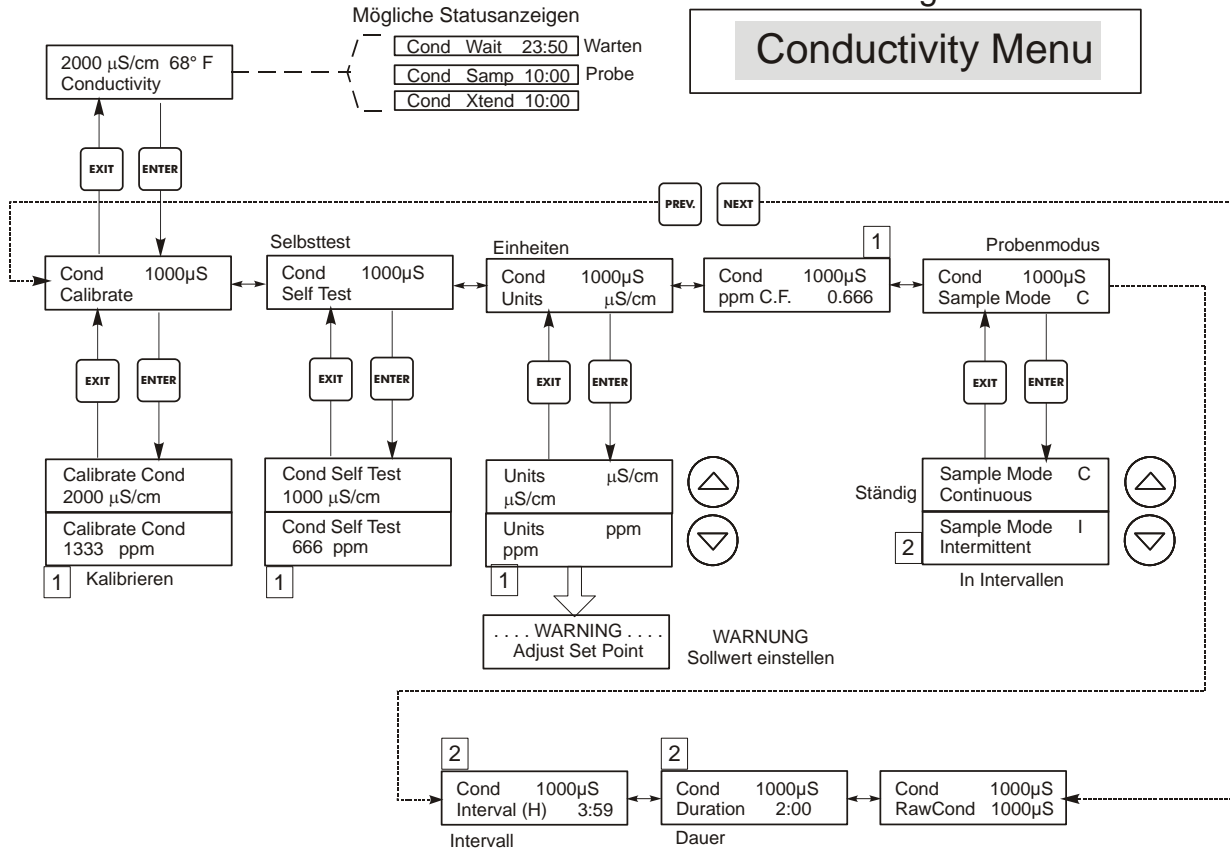 Mögliche Statusanzeigen
Conductivity Menu
2000 µS/cm 68° F
Conductivity
Cond Wait 23:50 Warten
Cond Samp 10:00 Probe
Cond Xtend 10:00
EXIT ENTER
PREV. NEXT
Selbsttest
Einheiten
1
Probenmodus
Cond 1000µS
Calibrate
Cond 1000µS
Self Test
Cond 1000µS
Units µS/cm
Cond 1000µS
ppm C.F. 0.666
Cond 1000µS
Sample Mode C
EXIT ENTER
EXIT ENTER
EXIT ENTER
EXIT ENTER
Calibrate Cond
2000 µS/cm
Calibrate Cond
1333 ppm
1 Kalibrieren
Cond Self Test
1000 µS/cm
Cond Self Test
666 ppm
1
Units µS/cm
µS/cm
Units ppm
ppm
1
Ständig
Sample Mode C
Continuous
2
Sample Mode I
Intermittent
In Intervallen
. . . . WARNING . . . .
Adjust Set Point
WARNUNG
Sollwert einstellen
2
Cond 1000µS
Interval (H) 3:59
Intervall
2
Cond 1000µS
Duration 2:00
Dauer
Cond 1000µS
RawCond 1000µS